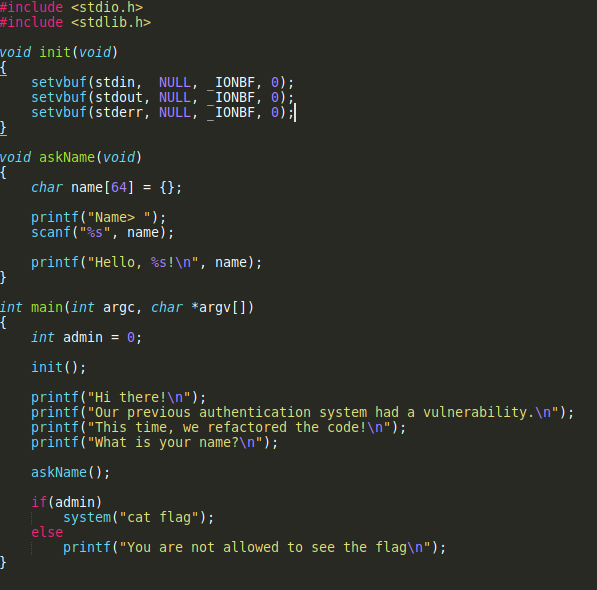 #include <stdio.h>
#include <stdlib.h>
void init(void)
{
setvbuf(stdin,  NULL, _IONBF, 0);
setvbuf(stdout, NULL, _IONBF, 0);
setvbuf(stderr, NULL, _IONBF, 0);
}
void askName(void)
{
char name[64] = {};
printf("Name> ");
scanf("%s", name);
printf("Hello, %s!\n", name);
}
int main(int argc, char *argv[])
{
int admin = 0;
init();
printf("Hi there!\n");
printf("Our previous authentication system had a vulnerability.\n");
printf("This time, we refactored the code!\n");
printf("What is your name?\n");
askName();
if(admin)
system("cat flag");
else
printf("You are not allowed to see the flag\n");
}